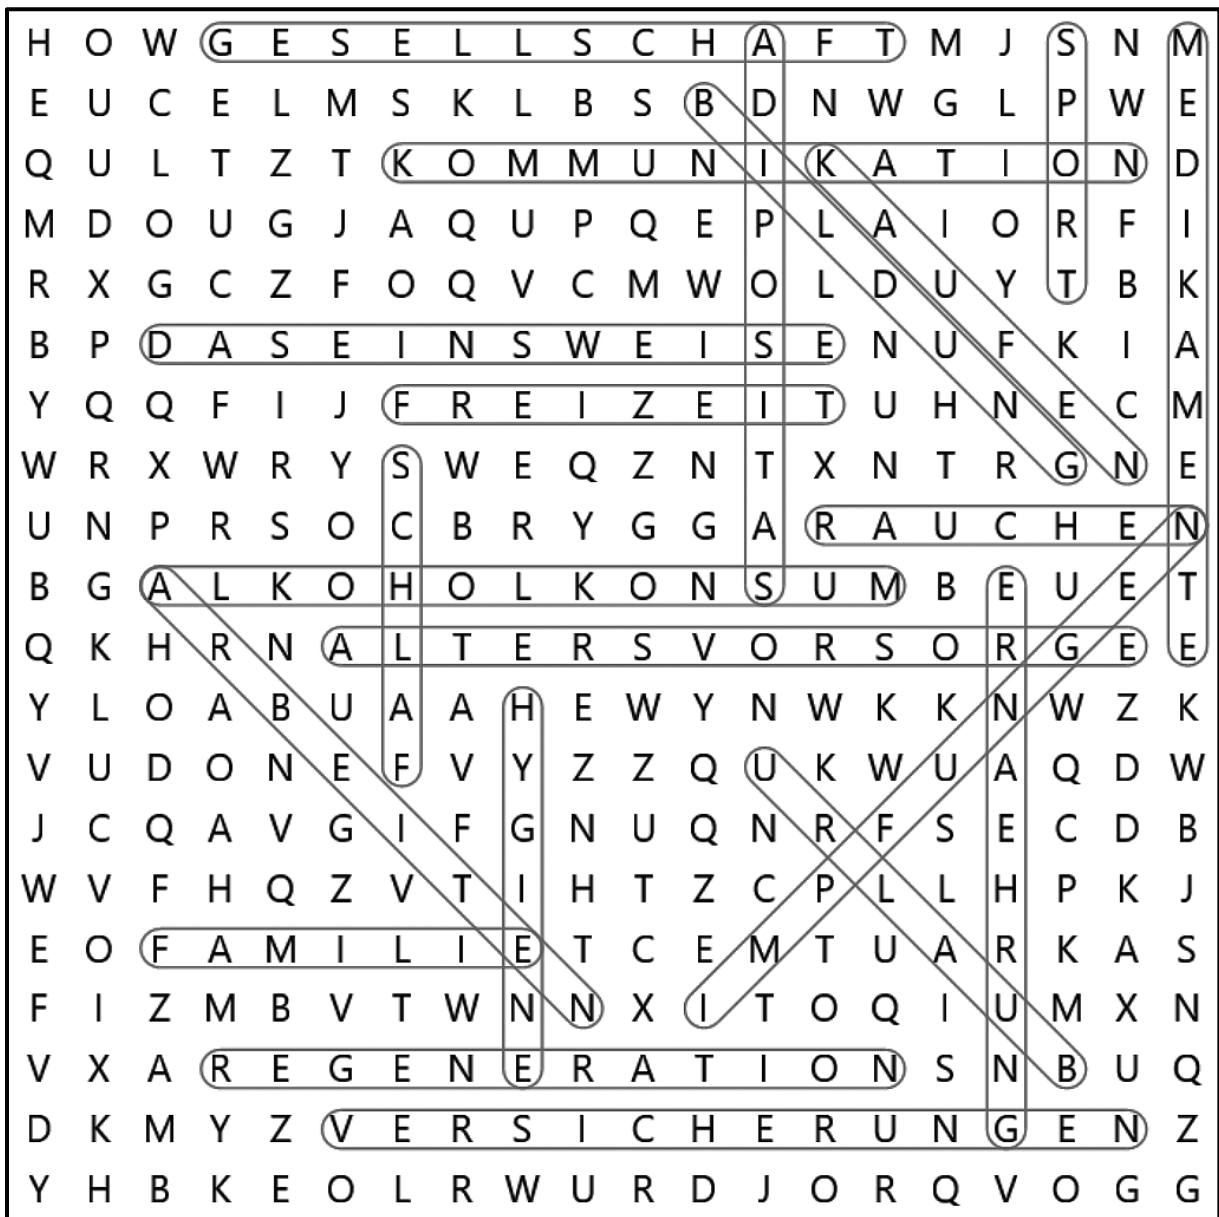 H O W G E S E L L S C H A F T M J S N M
E U C E L M S K L B S B D N W G L P W E
Q U L T Z T K O M M U N I K A T I O N D
M D O U G J A Q U P Q E P L A I O R F I
R X G C Z F O Q V C M W O L D U Y T B K
B P D A S E I N S W E I S E N U F K I A
Y Q Q F I J F R E I Z E I T U H N E C M
W R X W R Y S W E Q Z N T X N T R G N E
U N P R S O C B R Y G G A R A U C H E N
B G A L K O H O L K O N S U M B E U E T
Q K H R N A L T E R S V O R S O R G E E
Y L O A B U A A H E W Y N W K K N W Z K
V U D O N E F V Y Z Z Q U K W U A Q D W
J C Q A V G I F G N U Q N R F S E C D B
W V F H Q Z V T I H T Z C P L L H P K J
E O F A M I L I E T C E M T U A R K A S
F I Z M B V T W N N X I T O Q I U M X N
V X A R E G E N E R A T I O N S N B U Q
D K M Y Z V E R S I C H E R U N G E N Z
Y H B K E O L R W U R D J O R Q V O G G